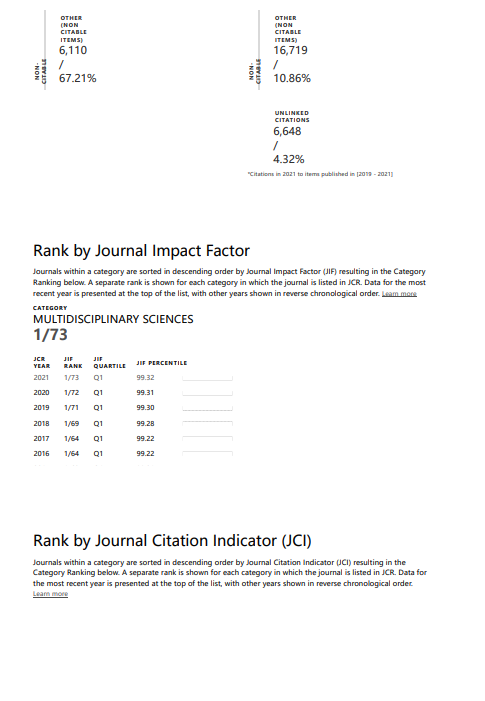 OTHER
(NON
CITABLE
ITEMS)
6,110
/
67.21%
NON-
CITABLE
OTHER
(NON
CITABLE
ITEMS)
16,719
/
10.86%
NON-
CITABLE
UNLINKED
CITATIONS
6,648
/
4.32%
*Citations in 2021 to items published in [2019 - 2021]
Rank by Journal Impact Factor
Journals within a category are sorted in descending order by Journal Impact Factor (JIF) resulting in the Category
Ranking below. A separate rank is shown for each category in which the journal is listed in JCR. Data for the most
recent year is presented at the top of the list, with other years shown in reverse chronological order. Learn more
CATEGORY
MULTIDISCIPLINARY SCIENCES
1/73
JCR YEAR JIF RANK JIF QUARTILE JIF PERCENTILE
2021 1/73 Q1 99.32
2020 1/72 Q1 99.31
2019 1/71 Q1 99.30
2018 1/69 Q1 99.28
2017 1/64 Q1 99.22
2016 1/64 Q1 99.22
Rank by Journal Citation Indicator (JCI)
Journals within a category are sorted in descending order by Journal Citation Indicator (JCI) resulting in the
Category Ranking below. A separate rank is shown for each category in which the journal is listed in JCR. Data for
the most recent year is presented at the top of the list, with other years shown in reverse chronological order.
Learn more